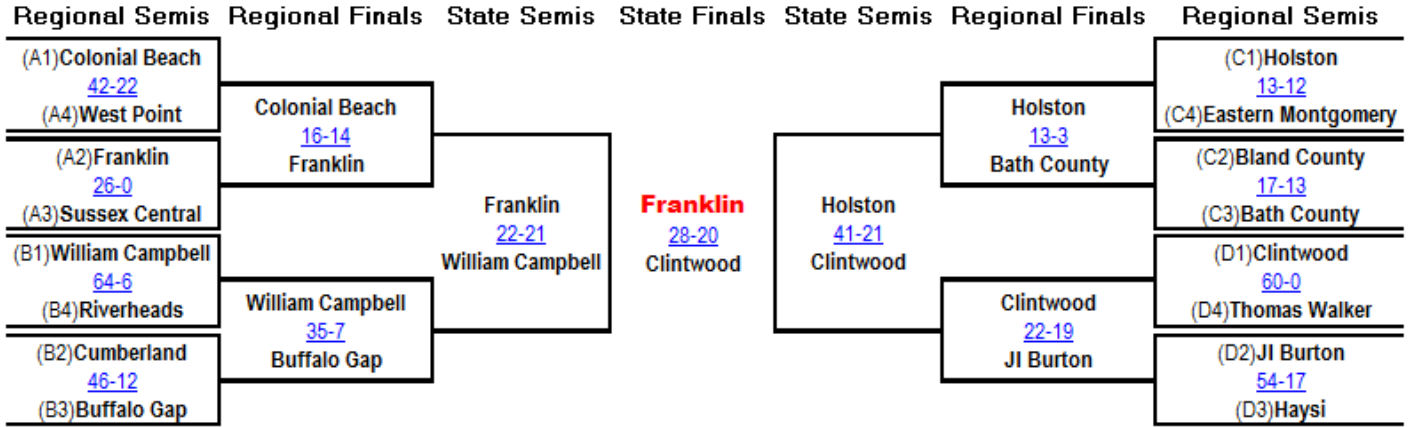 Regional Semis Regional Finals State Semis State Finals State Semis Regional Finals Regional Semis
(A1)Colonial Beach
42-22
(A4)West Point
(A2)Franklin
26-0
(A3)Sussex Central
(B1)William Campbell
64-6
(B4)Riverheads
(B2)Cumberland
46-12
(B3)Buffalo Gap
Colonial Beach
16-14
Franklin
William Campbell
35-7
Buffalo Gap
Franklin
22-21
William Campbell
Franklin
28-20
Clintwood
Holston
41-21
Clintwood
Holston
13-3
Bath County
Clintwood
22-19
JI Burton
(C1)Holston
13-12
(C4)Eastern Montgomery
(C2)Bland County
17-13
(C3)Bath County
(D1)Clintwood
60-0
(D4)Thomas Walker
(D2)JI Burton
54-17
(D3)Haysi